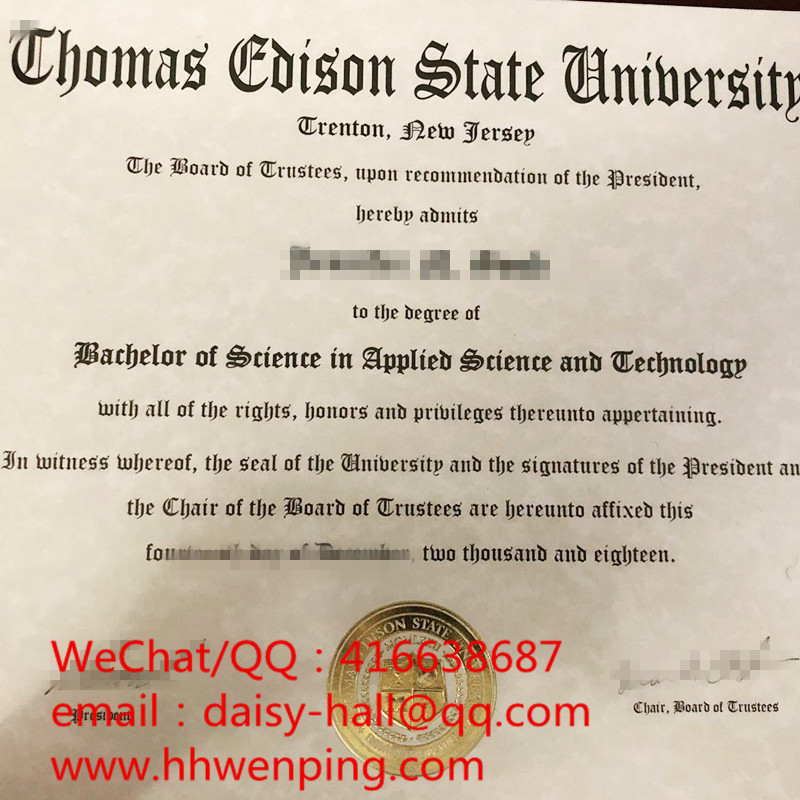 Thomas Edison State University
Trenton, New Jersey
The Board of Trustees, upon recommendation of the President,
hereby admits
to the degree of
Bachelor of Science in Applied Science and Technology
with all of the rights, honors and privileges thereunto appertaining.
In witness whereof, the seal of the University and the signatures of the President an
the Chair of the Board of Trustees are hereunto affixed this
two thousand and eighteen.
EDISON STATE
WeChat/QQ：416638687
President
Chair, Board of Trustees
email：daisy-hall@qq.com
www.hhwenping.com